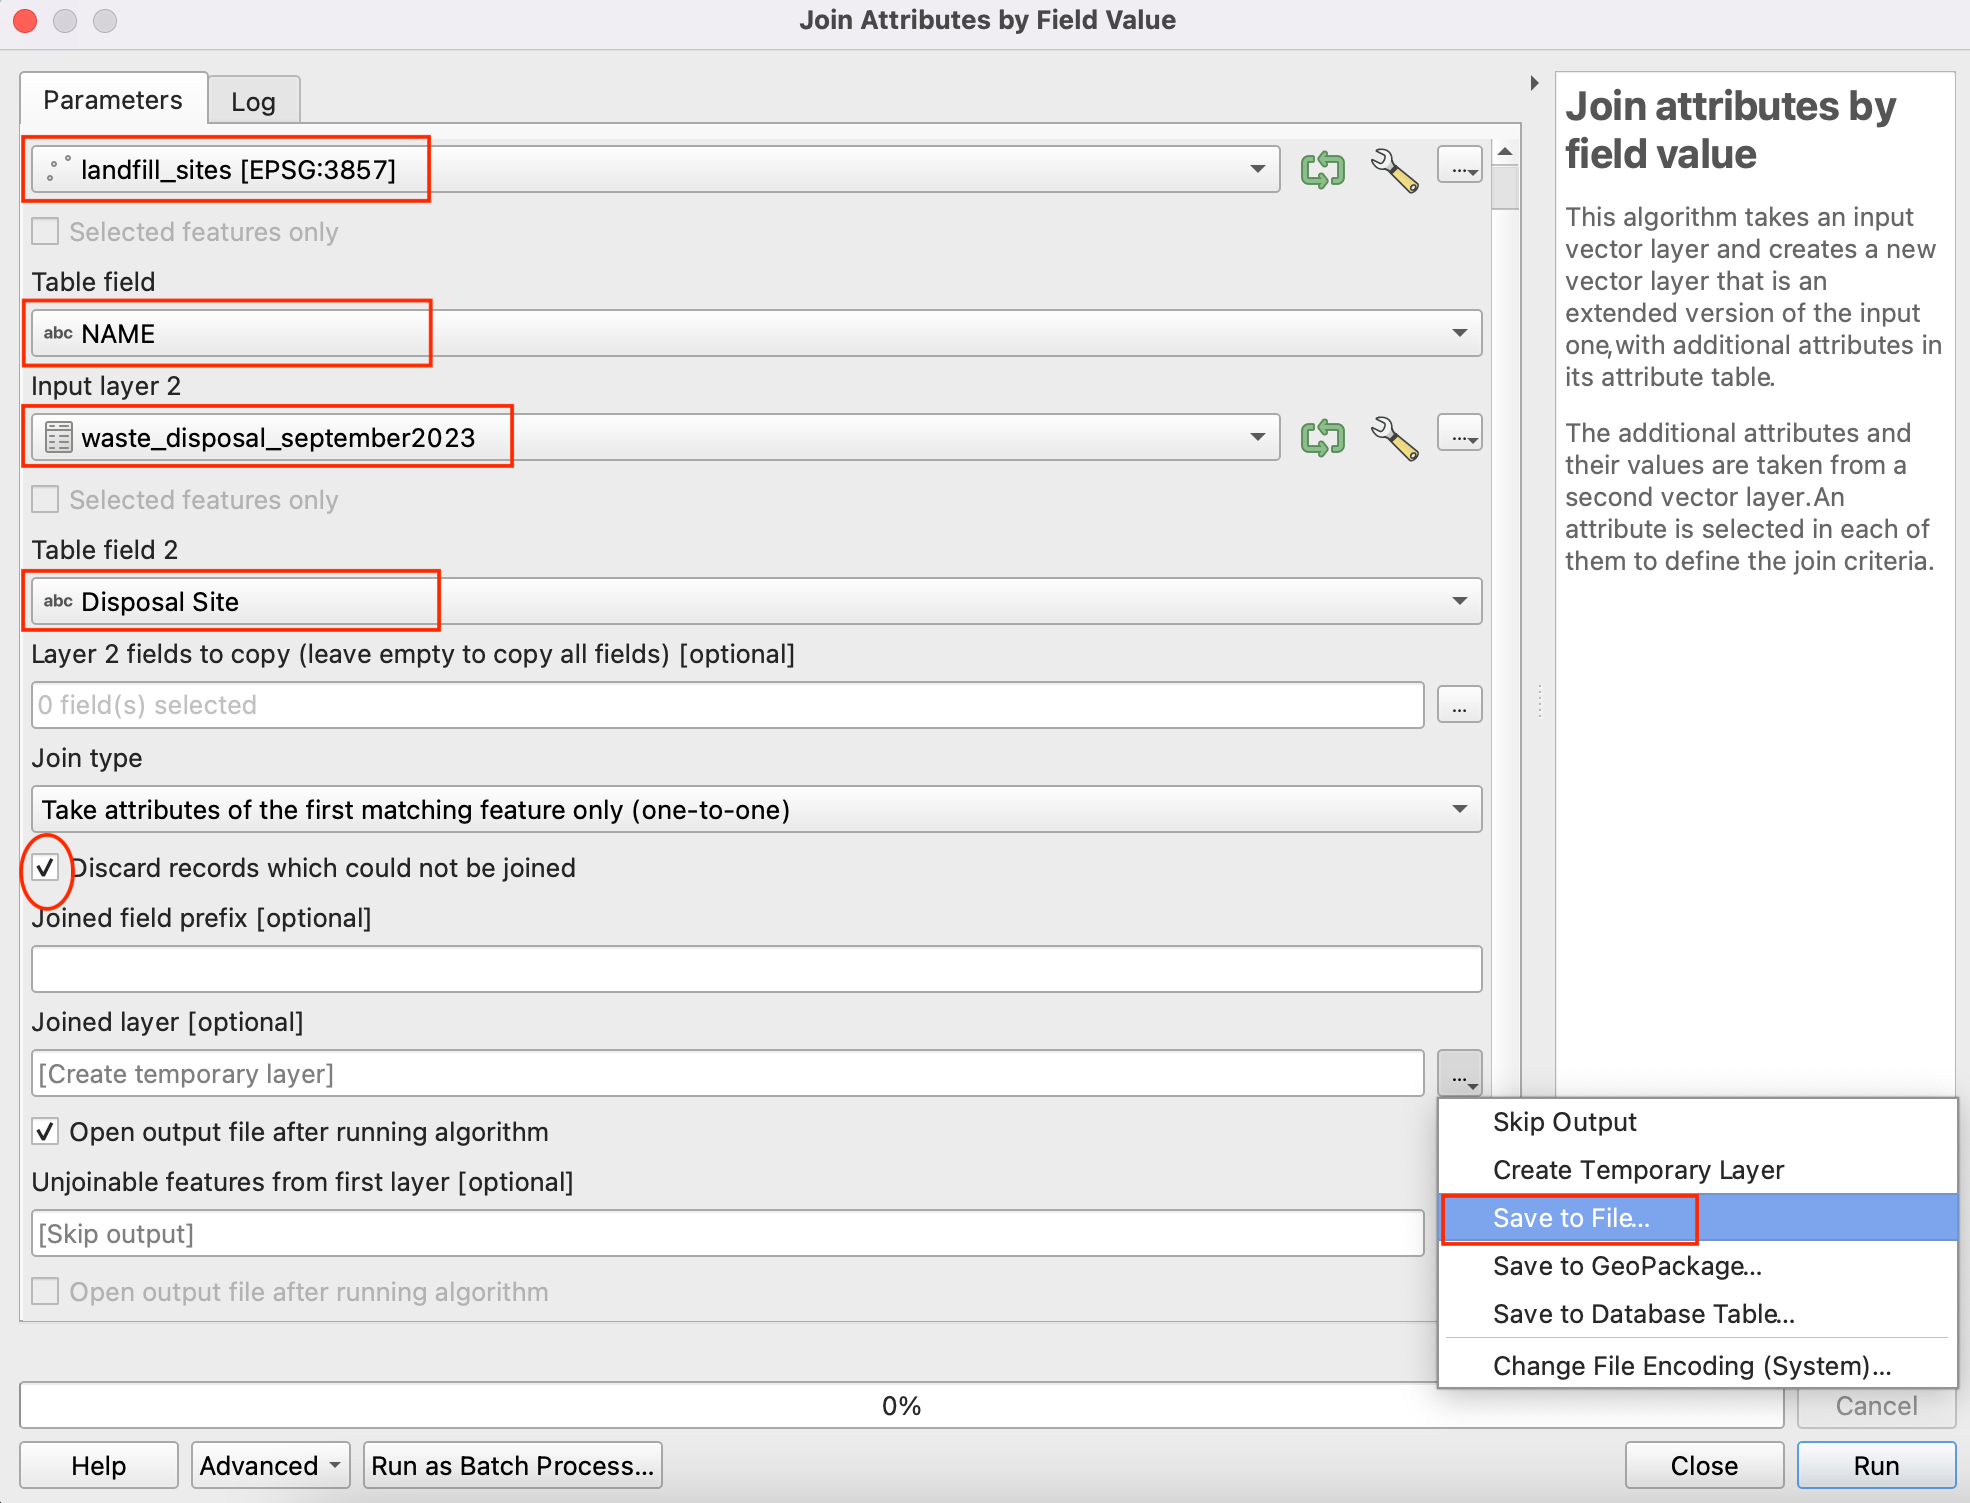 Join Attributes by Field Value
Parameters
Log
landfill_sites [EPSG:3857]
...
Selected features only
Table field
abc NAME
Input layer 2
waste_disposal_september2023
...
Selected features only
Table field 2
abc Disposal Site
Layer 2 fields to copy (leave empty to copy all fields) [optional]
0 field(s) selected
...
Join type
Take attributes of the first matching feature only (one-to-one)
Discard records which could not be joined
Joined field prefix [optional]
Joined layer [optional]
[Create temporary layer]
...
Open output file after running algorithm
Unjoinable features from first layer [optional]
[Skip output]
Open output file after running algorithm
Skip Output
Create Temporary Layer
Save to File...
Save to GeoPackage...
Save to Database Table...
Change File Encoding (System)...
Join attributes by
field value
This algorithm takes an input
vector layer and creates a new
vector layer that is an
extended version of the input
one,with additional attributes in
its attribute table.
The additional attributes and
their values are taken from a
second vector layer.An
attribute is selected in each of
them to define the join criteria.
0%
Cancel
Help
Advanced
Run as Batch Process...
Close
Run